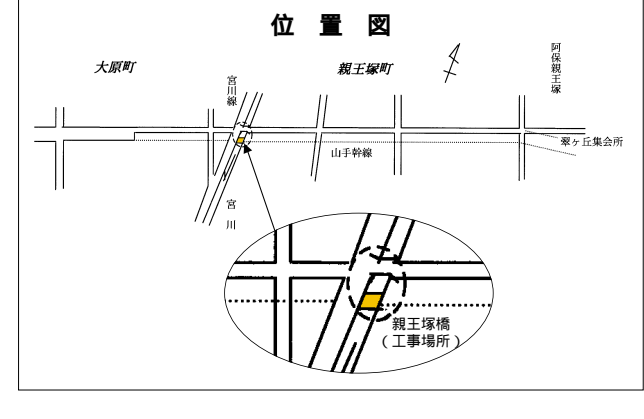 位置図
大原町
宮川線
親王塚町
阿保親王塚
翠ヶ丘集会所
山手幹線
宮川
親王塚橋
（工事場所）